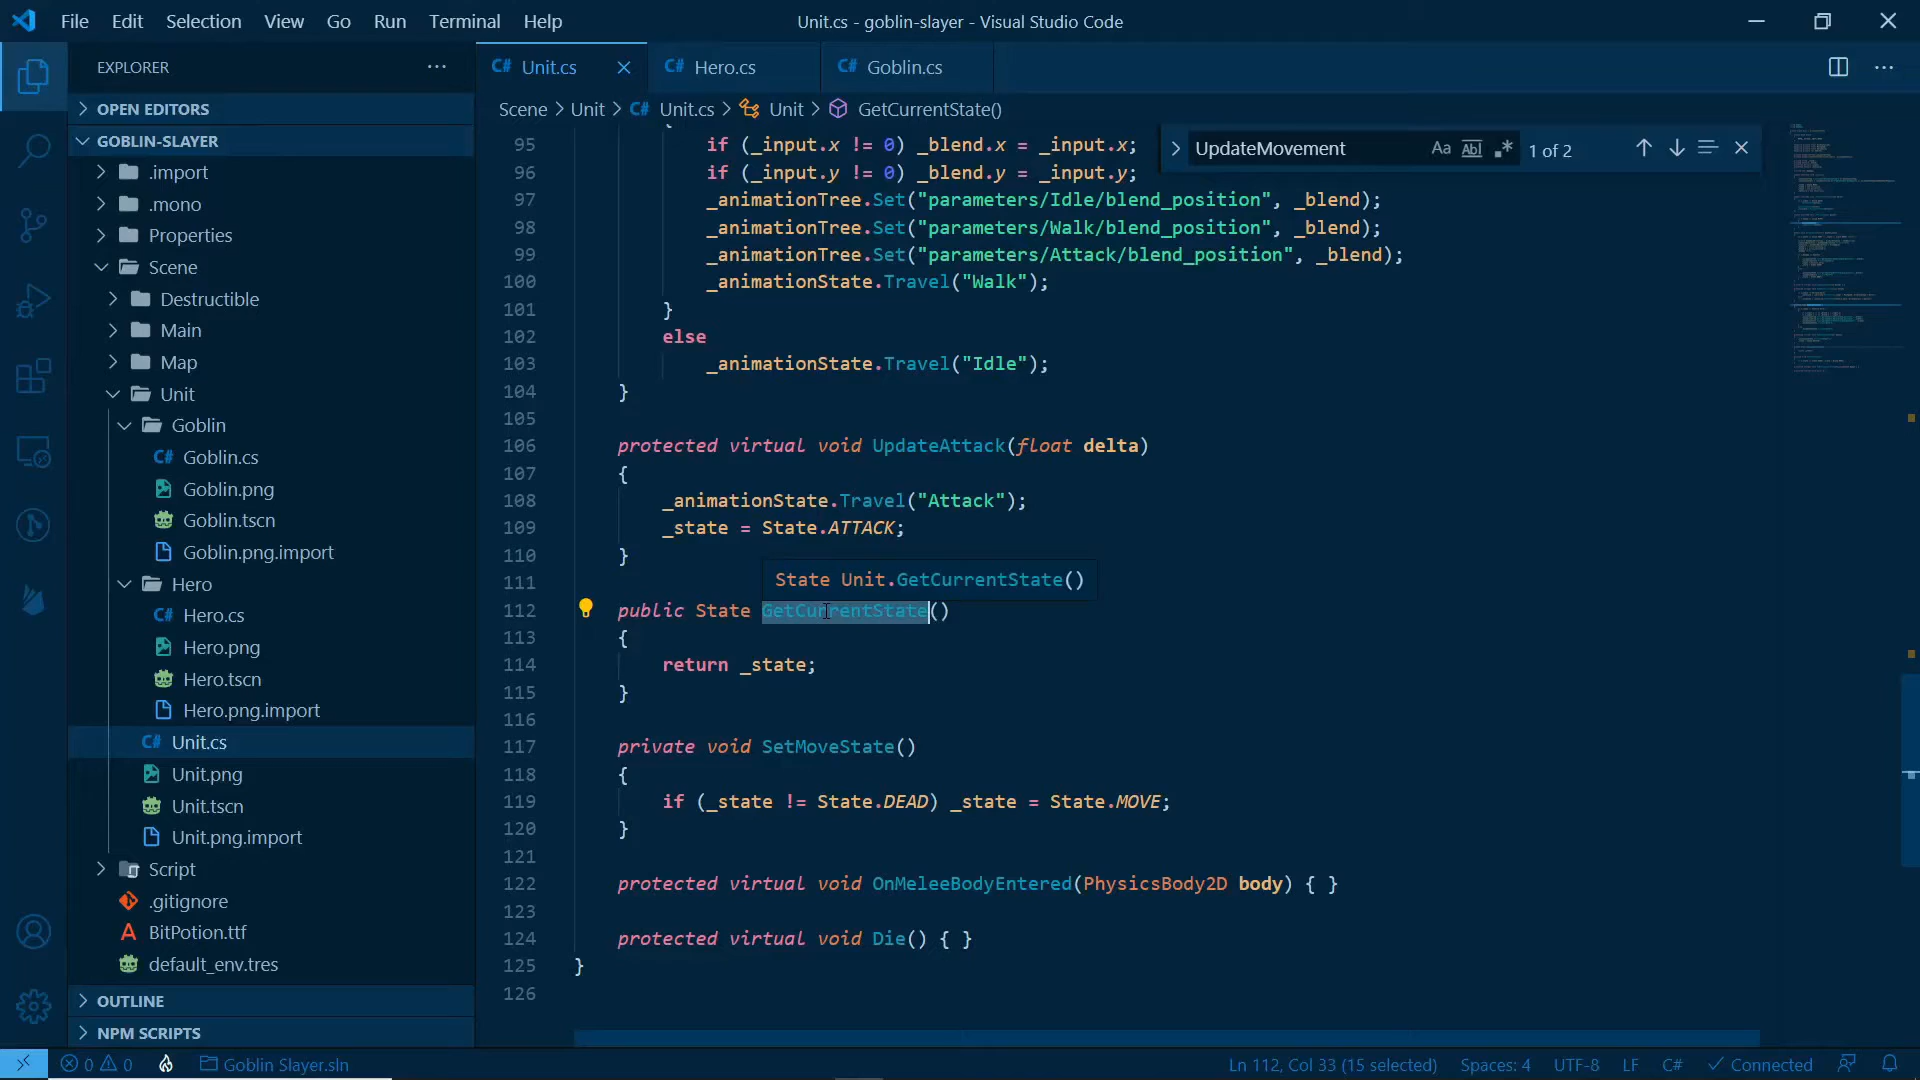 File Edit Selection View Go Run Terminal Help
Unit.cs - goblin-slayer - Visual Studio Code
EXPLORER
OPEN EDITORS
GOBLIN-SLAYER
.import
.mono
Properties
Scene
Destructible
Main
Map
Unit
Goblin
C# Goblin.cs
Goblin.png
Goblin.tscn
Goblin.png.import
Hero
C# Hero.cs
Hero.png
Hero.tscn
Hero.png.import
C# Unit.cs
Unit.png
Unit.tscn
Unit.png.import
Script
.gitignore
A BitPotion.ttf
default_env.tres
OUTLINE
NPM SCRIPTS
C# Unit.cs C# Hero.cs C# Goblin.cs
Scene > Unit > C# Unit.cs > Unit > GetCurrentState()
UpdateMovement Aa Abl .* 1 of 2
95 if (_input.x != 0) _blend.x = _input.x;
96 if (_input.y != 0) _blend.y = _input.y;
97 _animationTree.Set("parameters/Idle/blend_position", _blend);
98 _animationTree.Set("parameters/Walk/blend_position", _blend);
99 _animationTree.Set("parameters/Attack/blend_position", _blend);
100 _animationState.Travel("Walk");
101 }
102 else
103 _animationState.Travel("Idle");
104 }
105
106 protected virtual void UpdateAttack(float delta)
107 {
108 _animationState.Travel("Attack");
109 _state = State.ATTACK;
110 }
State Unit.GetCurrentState()
111
112 public State GetCurrentState()
113 {
114 return _state;
115 }
116
117 private void SetMoveState()
118 {
119 if (_state != State.DEAD) _state = State.MOVE;
120 }
121
122 protected virtual void OnMeleeBodyEntered(PhysicsBody2D body) { }
123
124 protected virtual void Die() { }
125 }
126
0 0 Goblin Slayer.sln Ln 112, Col 33 (15 selected) Spaces: 4 UTF-8 LF C# Connected